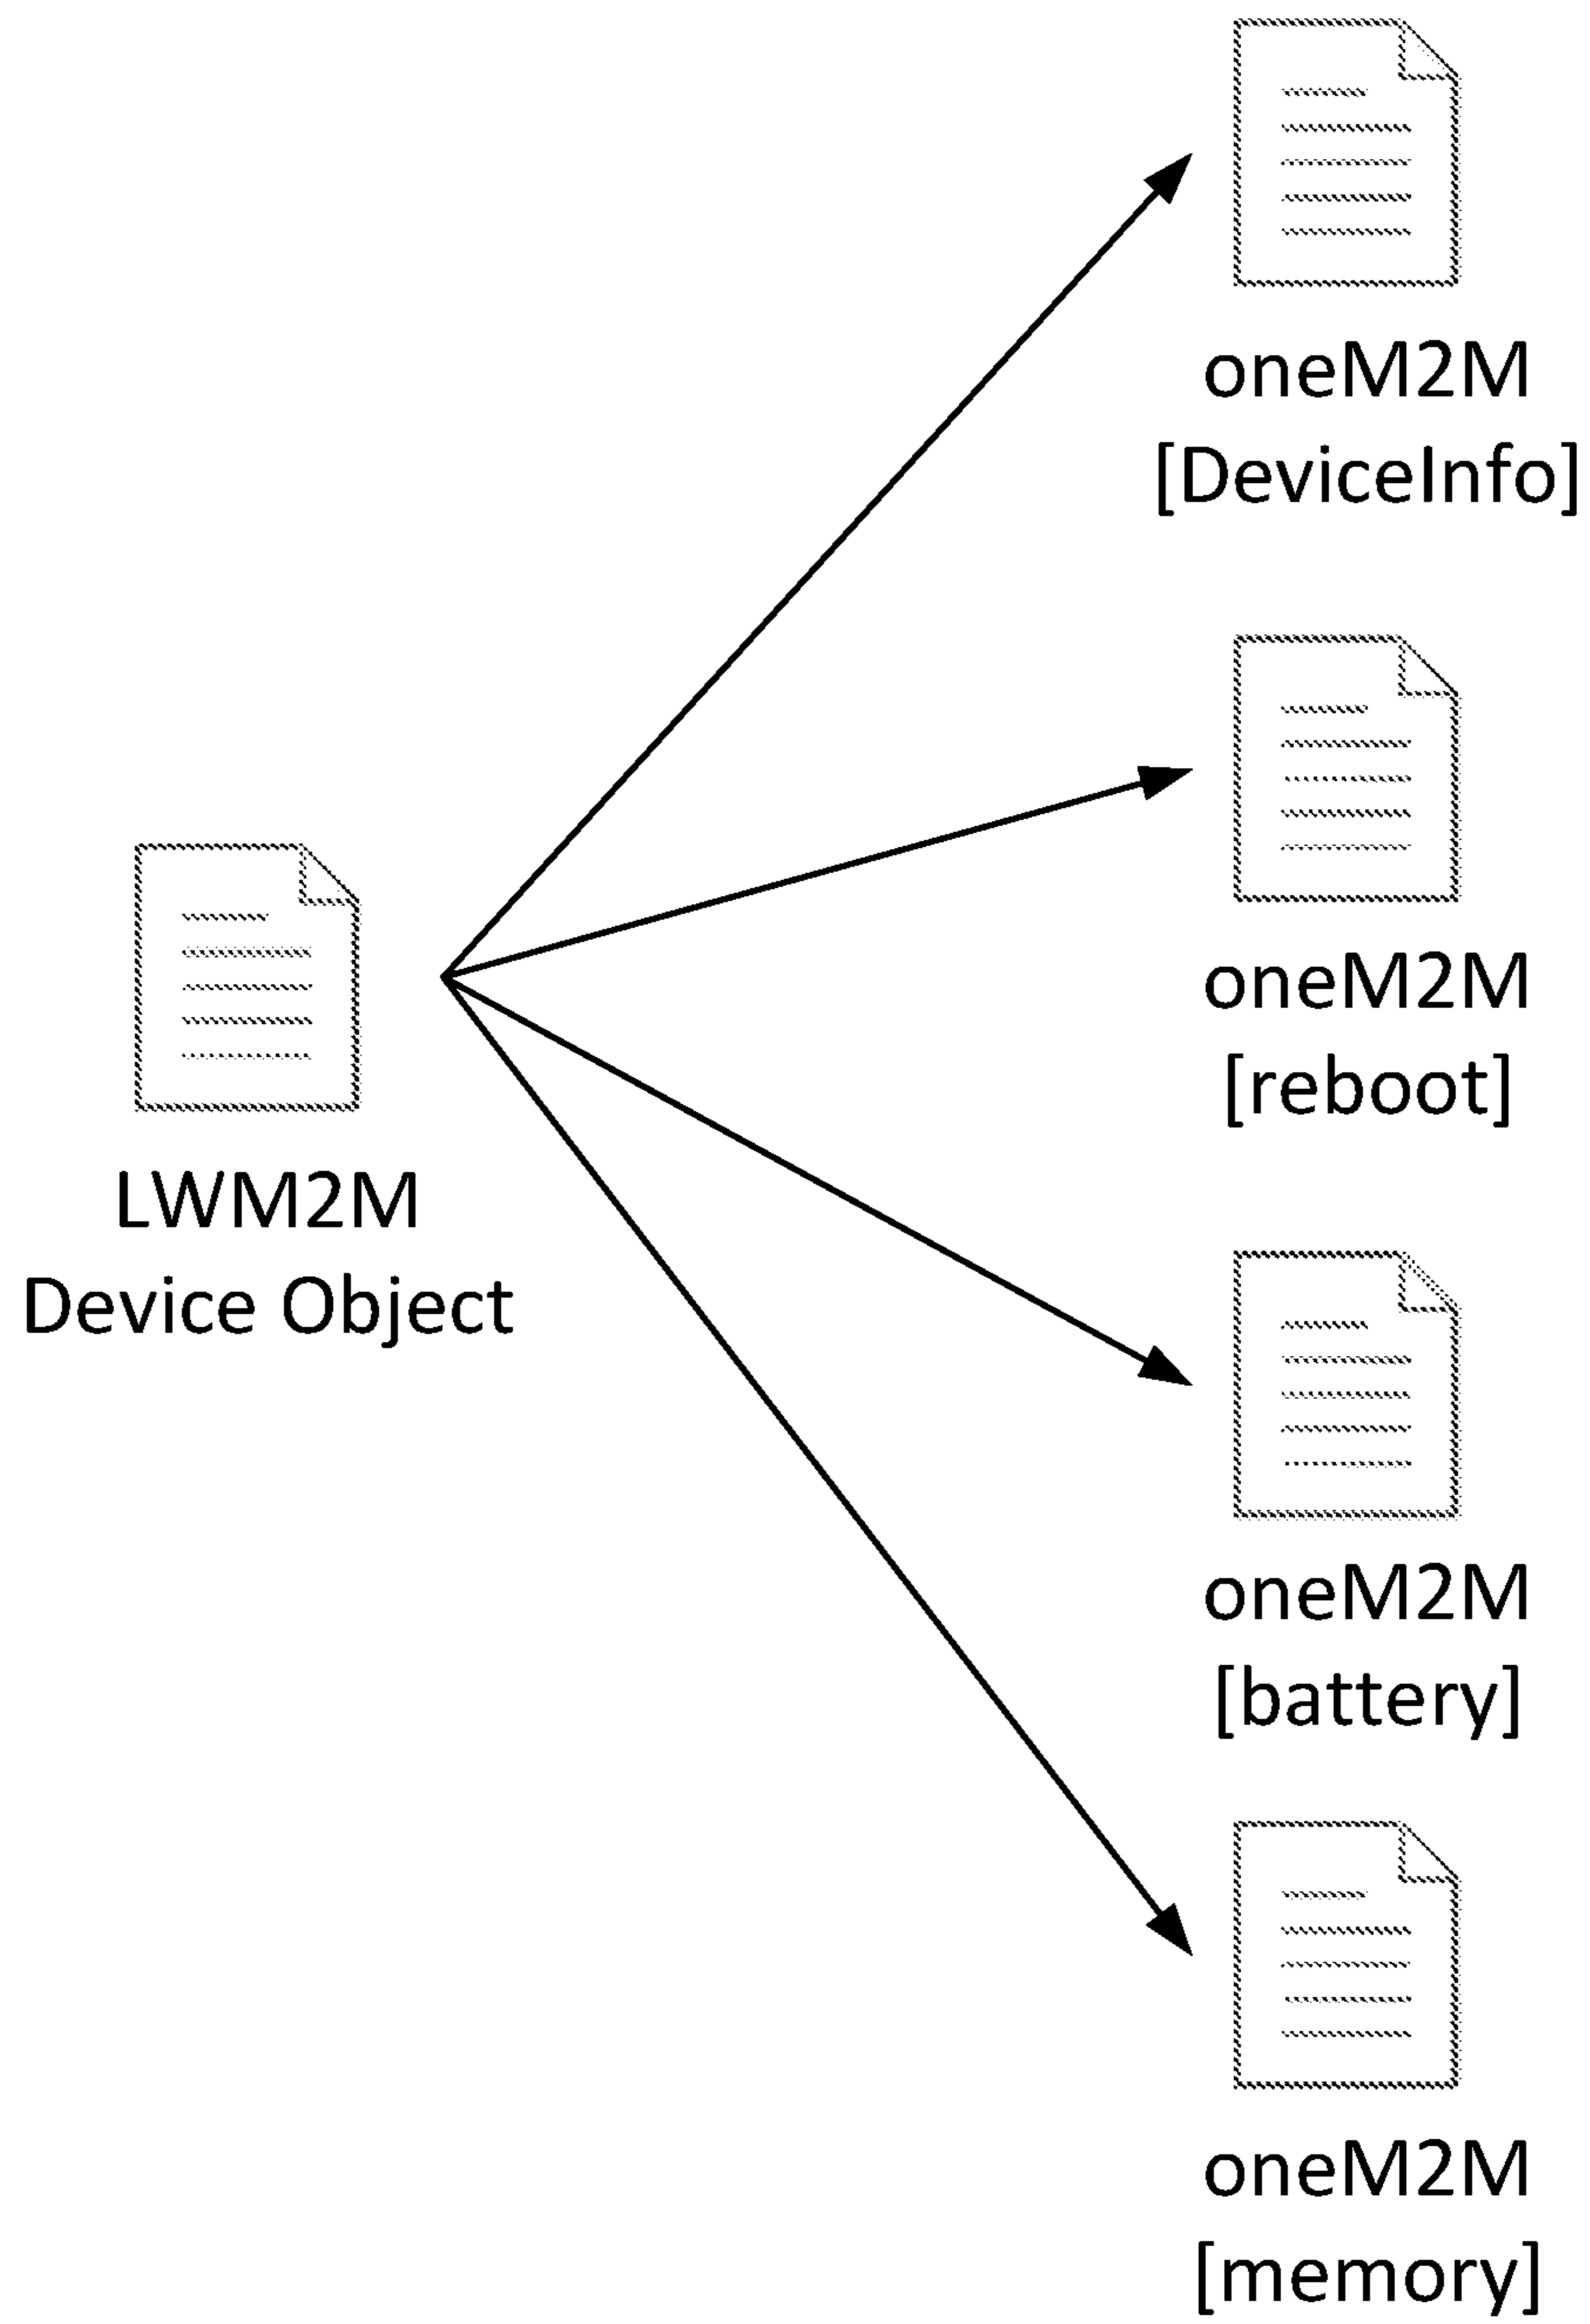 oneM2M
[DeviceInfo]
oneM2M
[reboot]
LWM2M
Device Object
oneM2M
[battery]
oneM2M
[memory]